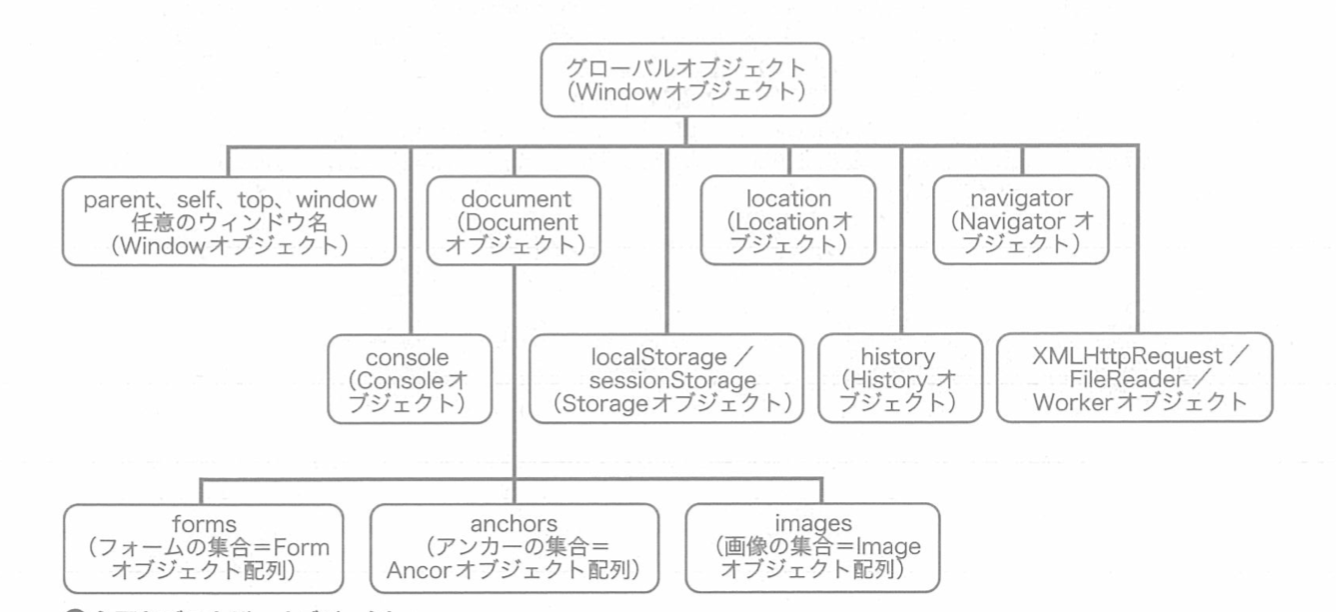 グローバルオブジェクト
（Windowオブジェクト）
parent、self、top、window
任意のウィンドウ名
（Windowオブジェクト）
document
（Document
オブジェクト）
location
（Locationオ
ブジェクト）
navigator
（Navigator オ
ブジェクト）
console
（Consoleオ
ブジェクト）
localStorage／
sessionStorage
（Storageオブジェクト）
history
（History オ
ブジェクト）
XMLHttpRequest／
FileReader／
Workerオブジェクト
forms
（フォームの集合＝Form
オブジェクト配列）
anchors
（アンカーの集合＝
Ancorオブジェクト配列）
images
（画像の集合＝Image
オブジェクト配列）